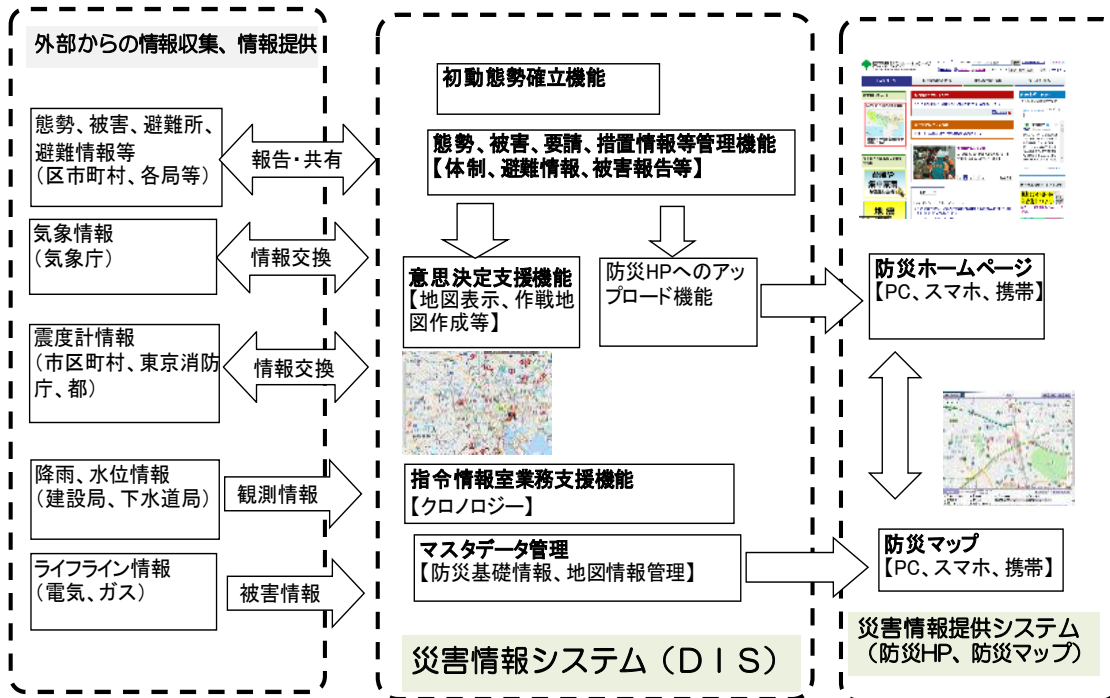 外部からの情報収集、情報提供
態勢、被害、避難所、
避難情報等
(区市町村、各局等)
報告・共有
気象情報
(気象庁)
情報交換
震度計情報
(市区町村、東京消防
庁、都)
情報交換
降雨、水位情報
(建設局、下水道局)
観測情報
ライフライン情報
(電気、ガス)
被害情報
初動態勢確立機能
態勢、被害、要請、措置情報等管理機能
【体制、避難情報、被害報告等】
意思決定支援機能
【地図表示、作戦地
図作成等】
防災HPへのアッ
プロード機能
指令情報室業務支援機能
【クロノロジー】
マスタデータ管理
【防災基礎情報、地図情報管理】
災害情報システム(DIS)
地震
防災ホームページ
【PC、スマホ、携帯】
防災マップ
【PC、スマホ、携帯】
災害情報提供システム
(防災HP、防災マップ)